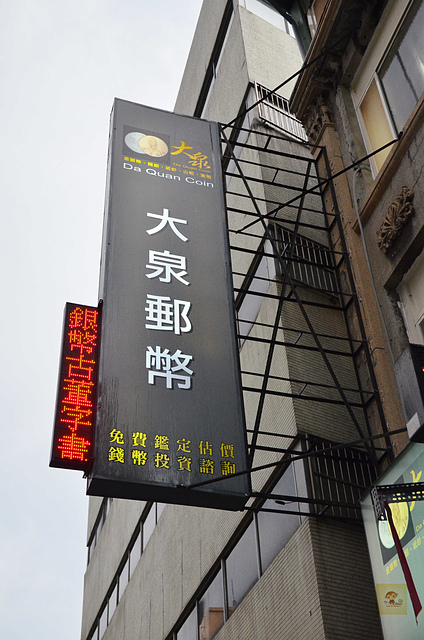 大泉
Da Quan Coin
大泉郵幣
免費鑑定估價
錢幣投資諮詢
銀幣古董字畫